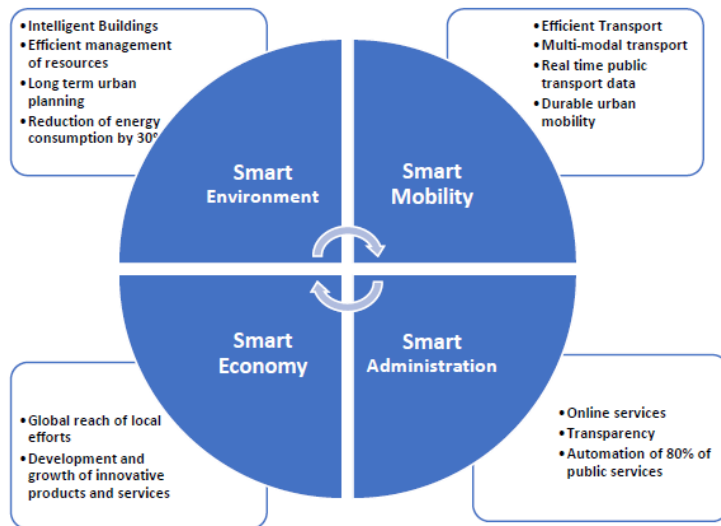 •Intelligent Buildings
•Efficient management
of resources
•Long term urban
planning
•Reduction of energy
consumption by 30
•Efficient Transport
•Multi-modal transport
•Real time public
transport data
•Durable urban
mobility
Smart
Environment
Smart
Mobility
Smart
Economy
Smart
Administration
•Global reach of local
efforts
•Development and
growth of innovative
products and services
•Online services
•Transparency
•Automation of 80% of
public services